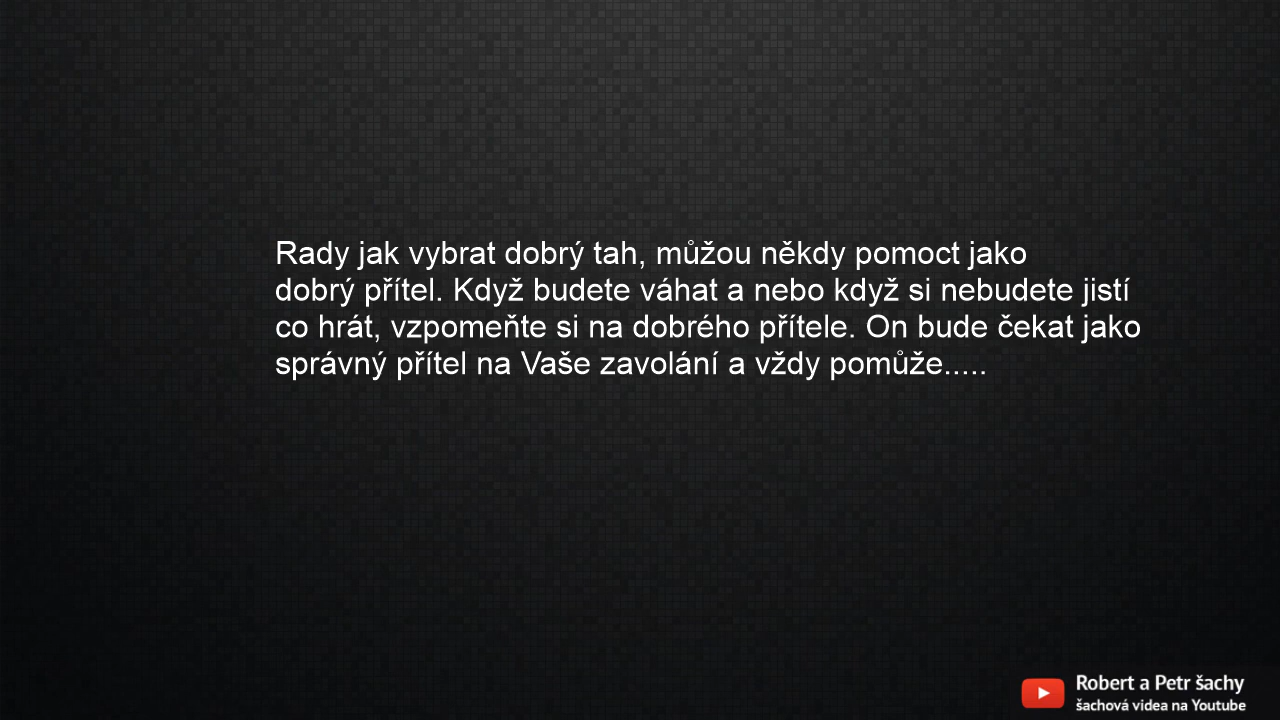 Rady jak vybrat dobrý tah, můžou někdy pomoct jako
dobrý přítel. Když budete váhat a nebo když si nebudete jistí
co hrát, vzpomeňte si na dobrého přítele. On bude čekat jako
správný přítel na Vaše zavolání a vždy pomůže.....
Robert a Petr šachy
šachová videa na Youtube